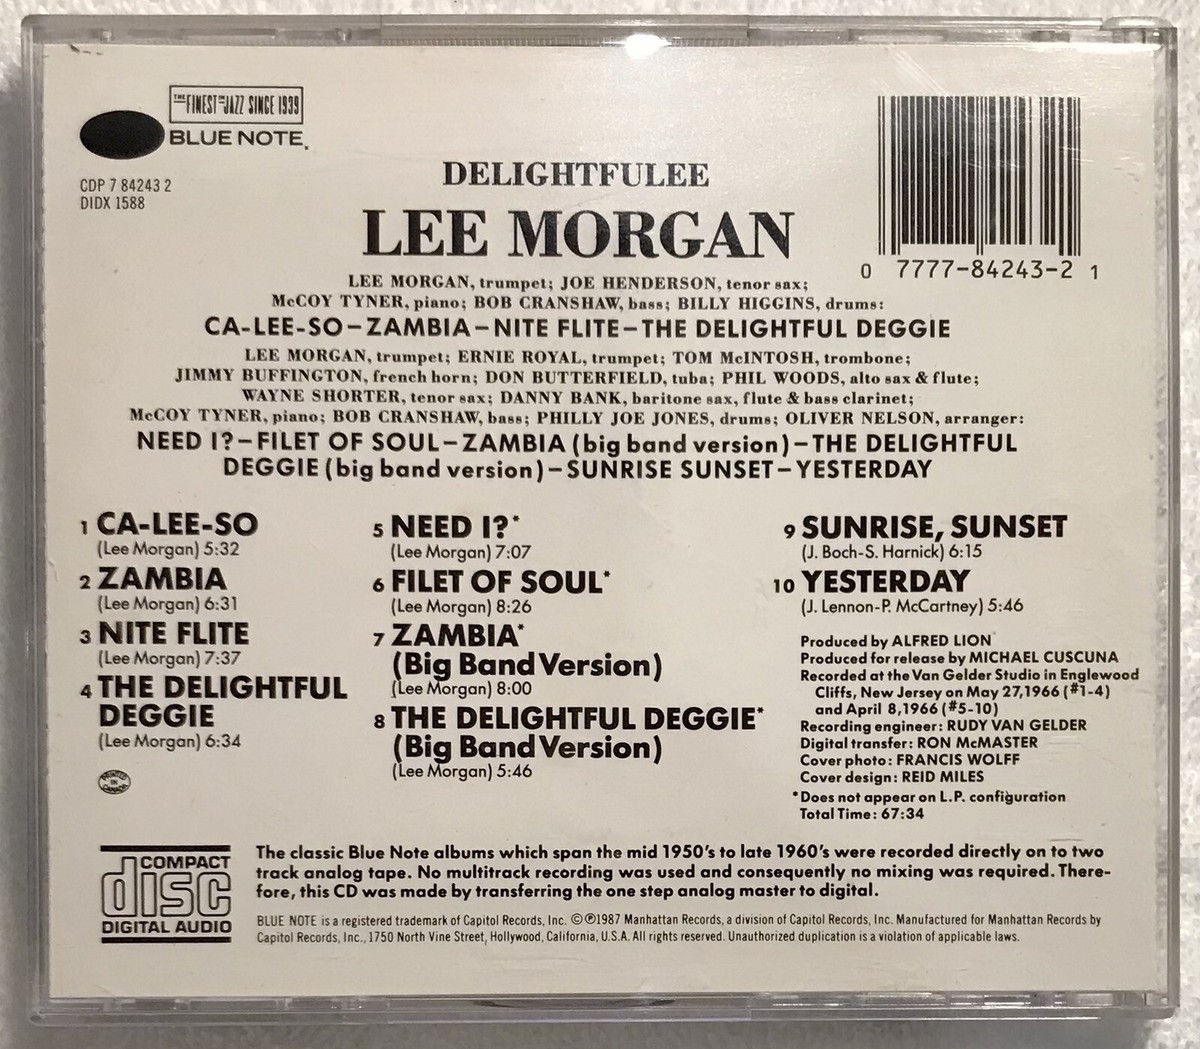 THE FINEST IN JAZZ SINCE 1939
BLUE NOTE.
CDP 7 84243 2
DIDX 1588
DELIGHTFULEE
LEE MORGAN
0 7777-84243-2 1
LEE MORGAN, trumpet; JOE HENDERSON, tenor sax;
McCOY TYNER, piano; BOB CRANSHAW, bass; BILLY HIGGINS, drums:
CA-LEE-SO–ZAMBIA–NITE FLITE–THE DELIGHTFUL DEGGIE
LEE MORGAN, trumpet; ERNIE ROYAL, trumpet; TOM McINTOSH, trombone;
JIMMY BUFFINGTON, french horn; DON BUTTERFIELD, tuba; PHIL WOODS, alto sax & flute;
WAYNE SHORTER, tenor sax; DANNY BANK, baritone sax, flute & bass clarinet;
McCOY TYNER, piano; BOB CRANSHAW, bass; PHILLY JOE JONES, drums; OLIVER NELSON, arranger:
NEED I?–FILET OF SOUL–ZAMBIA (big band version)–THE DELIGHTFUL
DEGGIE (big band version)–SUNRISE SUNSET–YESTERDAY
1 CA-LEE-SO
(Lee Morgan) 5:32
2 ZAMBIA
(Lee Morgan) 6:31
3 NITE FLITE
(Lee Morgan) 7:37
4 THE DELIGHTFUL
DEGGIE
(Lee Morgan) 6:34
PRINTED
IN
CANADA
5 NEED I?*
(Lee Morgan) 7:07
6 FILET OF SOUL*
(Lee Morgan) 8:26
7 ZAMBIA*
(Big Band Version)
(Lee Morgan) 8:00
8 THE DELIGHTFUL DEGGIE*
(Big Band Version)
(Lee Morgan) 5:46
9 SUNRISE, SUNSET
(J. Boch-S. Harnick) 6:15
10 YESTERDAY
(J. Lennon-P. McCartney) 5:46
Produced by ALFRED LION
Produced for release by MICHAEL CUSCUNA
Recorded at the Van Gelder Studio in Englewood
Cliffs, New Jersey on May 27,1966 (#1-4)
and April 8,1966 (#5-10)
Recording engineer: RUDY VAN GELDER
Digital transfer: RON McMASTER
Cover photo: FRANCIS WOLFF
Cover design: REID MILES
*Does not appear on L.P. configuration
Total Time: 67:34
COMPACT
disc
DIGITAL AUDIO
The classic Blue Note albums which span the mid 1950's to late 1960's were recorded directly on to two
track analog tape. No multitrack recording was used and consequently no mixing was required. There-
fore, this CD was made by transferring the one step analog master to digital.
BLUE NOTE is a registered trademark of Capitol Records, Inc. ©℗1987 Manhattan Records, a division of Capitol Records, Inc. Manufactured for Manhattan Records by
Capitol Records, Inc., 1750 North Vine Street, Hollywood, California, U.S.A. All rights reserved. Unauthorized duplication is a violation of applicable laws.